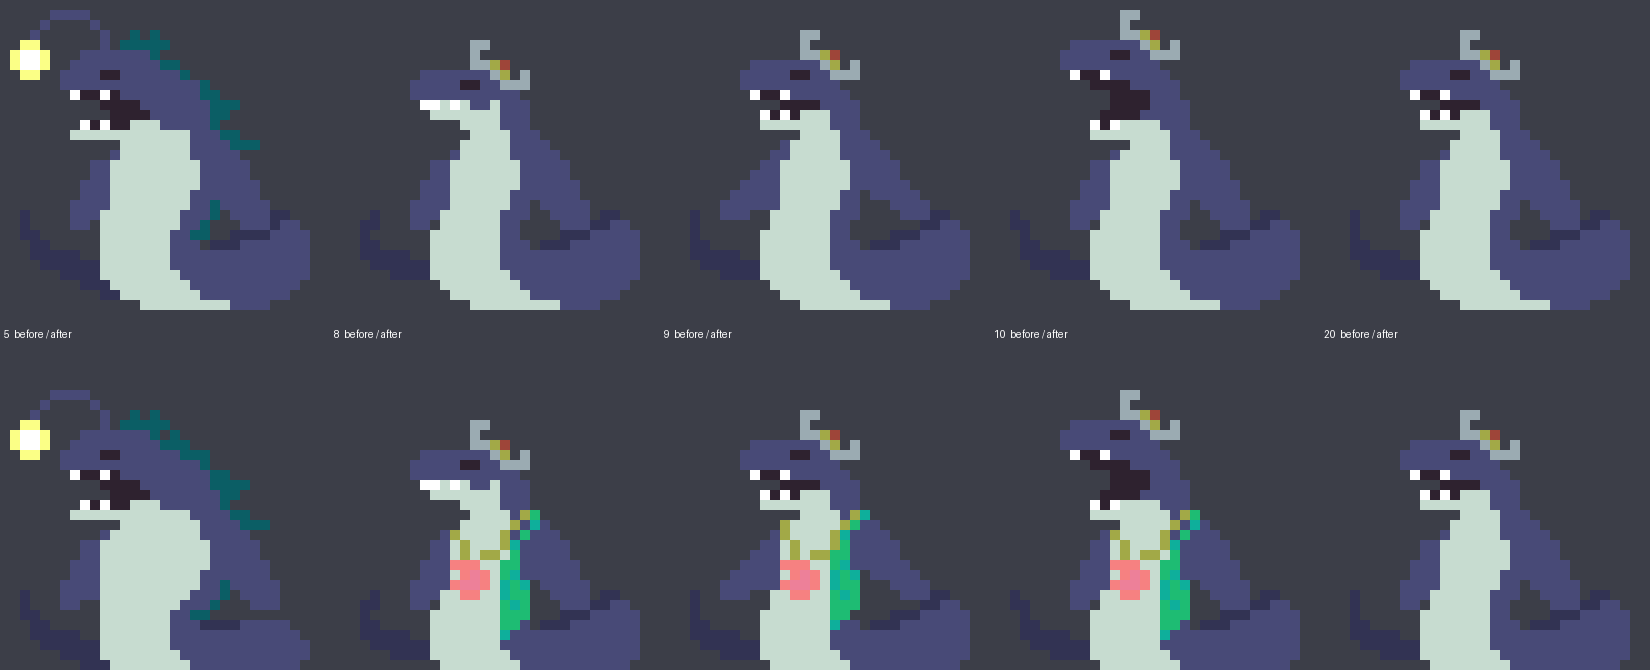 5 before / after
8 before / after
9 before / after
10 before / after
20 before / after